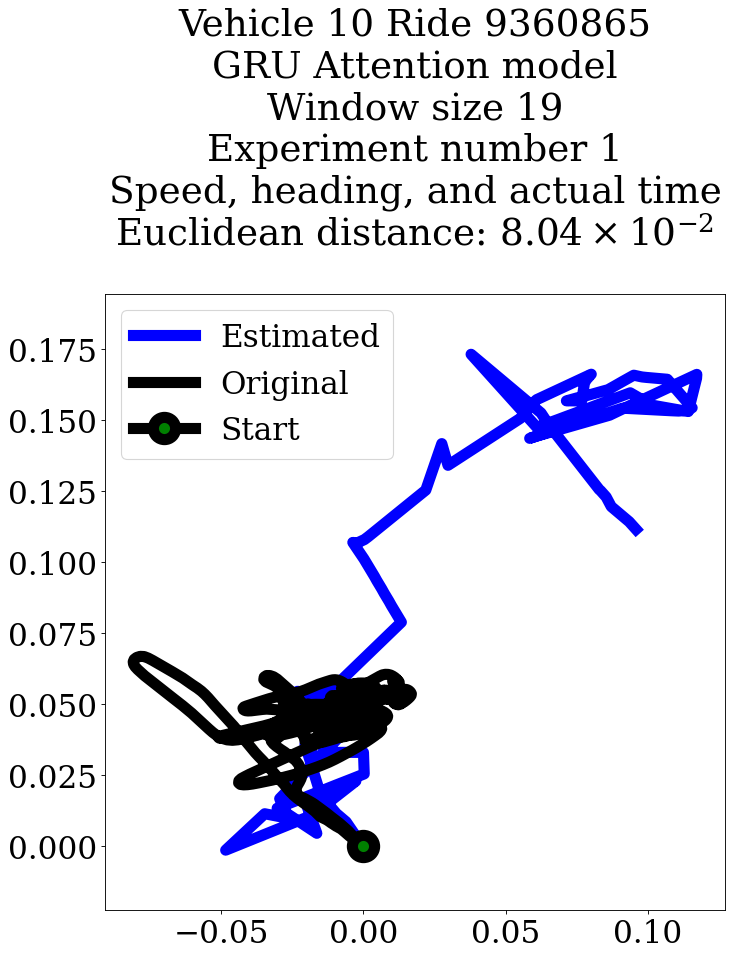 Vehicle 10 Ride 9360865
GRU Attention model
Window size 19
Experiment number 1
Speed, heading, and actual time
Euclidean distance: 8.04 × 10⁻²
Estimated
Original
Start
0.175
0.150
0.125
0.100
0.075
0.050
0.025
0.000
−0.05 0.00 0.05 0.10